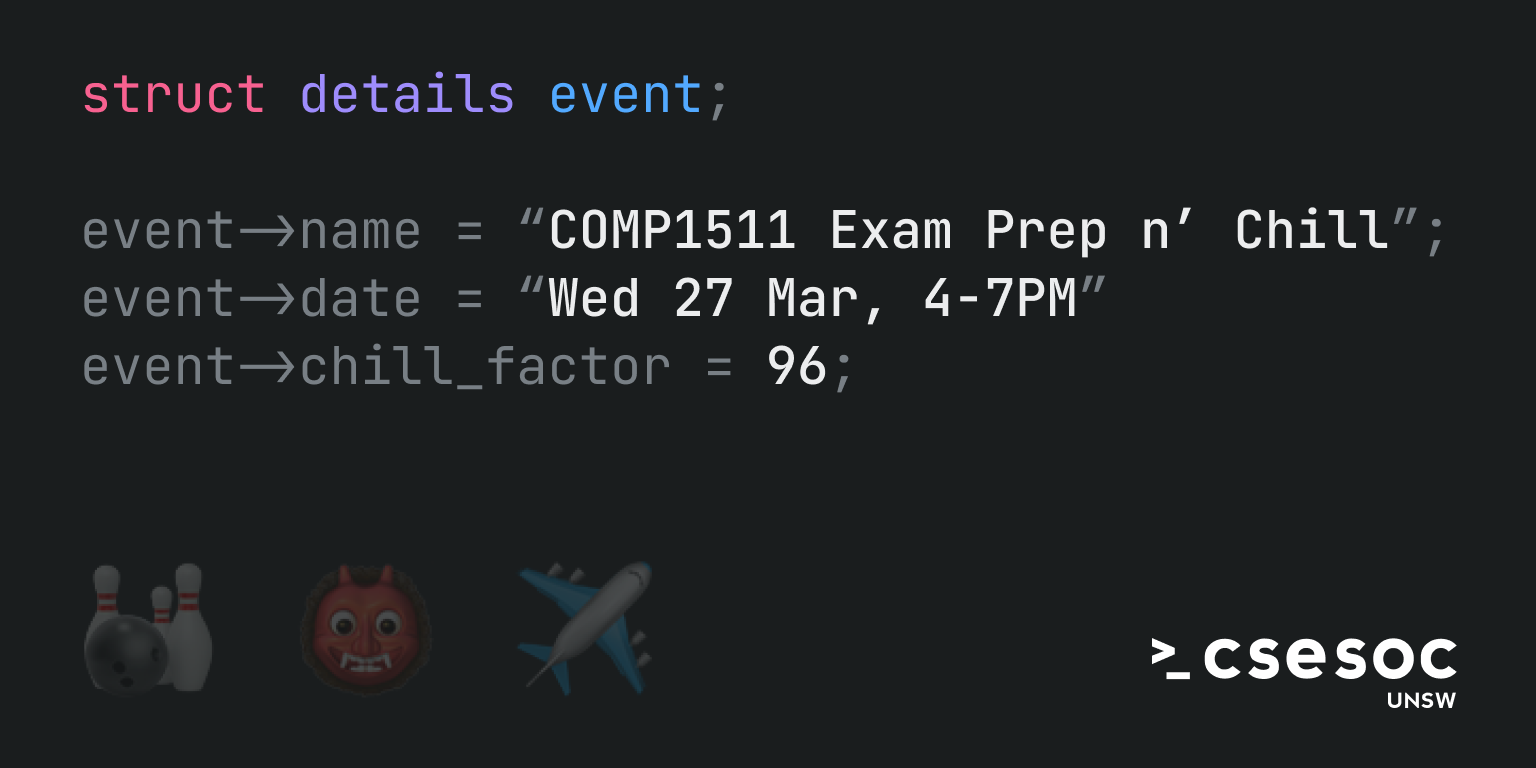 struct details event;
event->name = “COMP1511 Exam Prep n’ Chill”;
event->date = “Wed 27 Mar, 4-7PM”
event->chill_factor = 96;
>_csesoc
UNSW